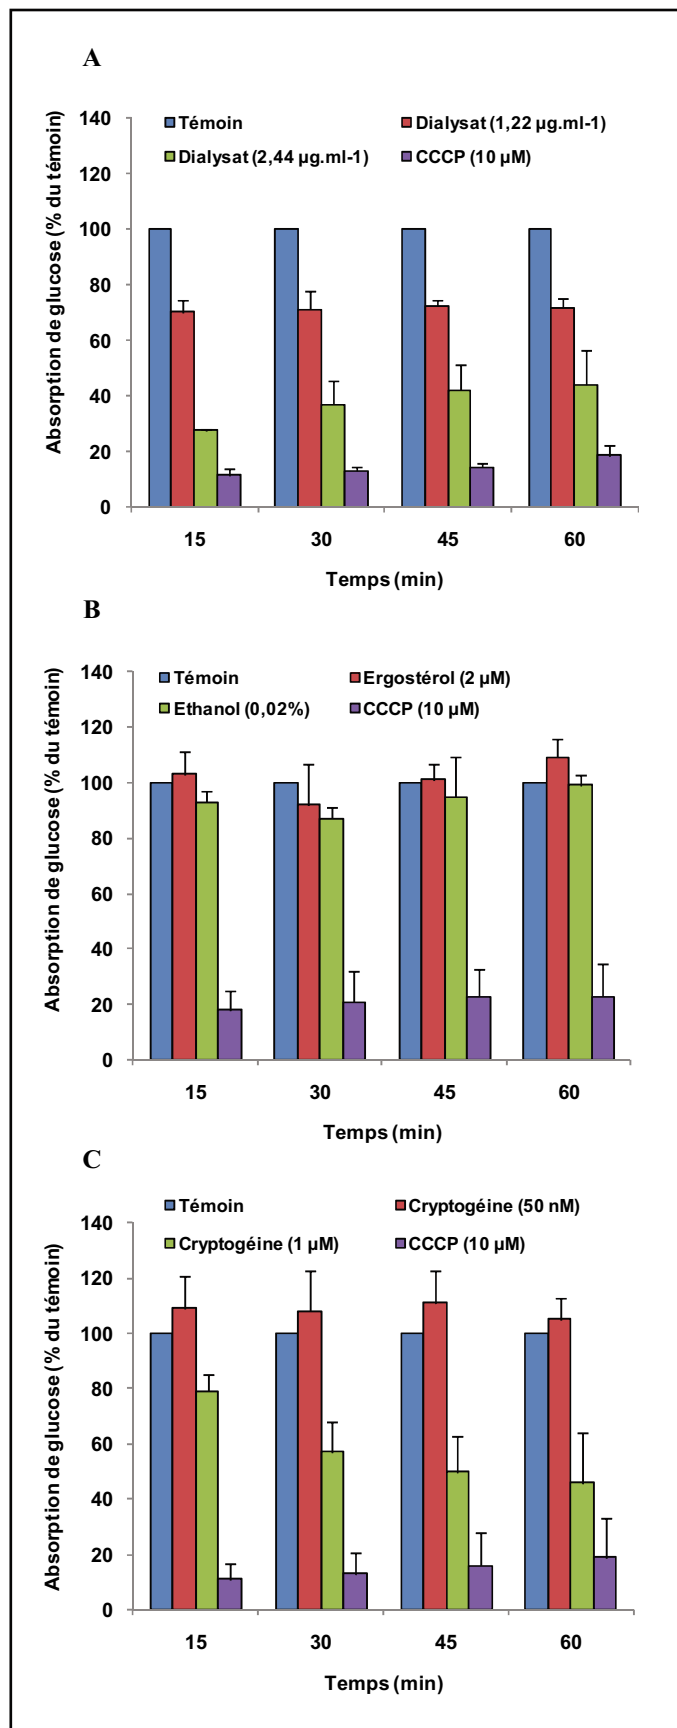 A
Absorption de glucose (% du témoin)
140
120
100
80
60
40
20
0
Témoin
Dialysat (1,22 µg.ml-1)
Dialysat (2,44 µg.ml-1)
CCCP (10 µM)
15 30 45 60
Temps (min)
B
Absorption de glucose (% du témoin)
140
120
100
80
60
40
20
0
Témoin
Ergostérol (2 µM)
Ethanol (0,02%)
CCCP (10 µM)
15 30 45 60
Temps (min)
C
Absorption de glucose (% du témoin)
140
120
100
80
60
40
20
0
Témoin
Cryptogéine (50 nM)
Cryptogéine (1 µM)
CCCP (10 µM)
15 30 45 60
Temps (min)